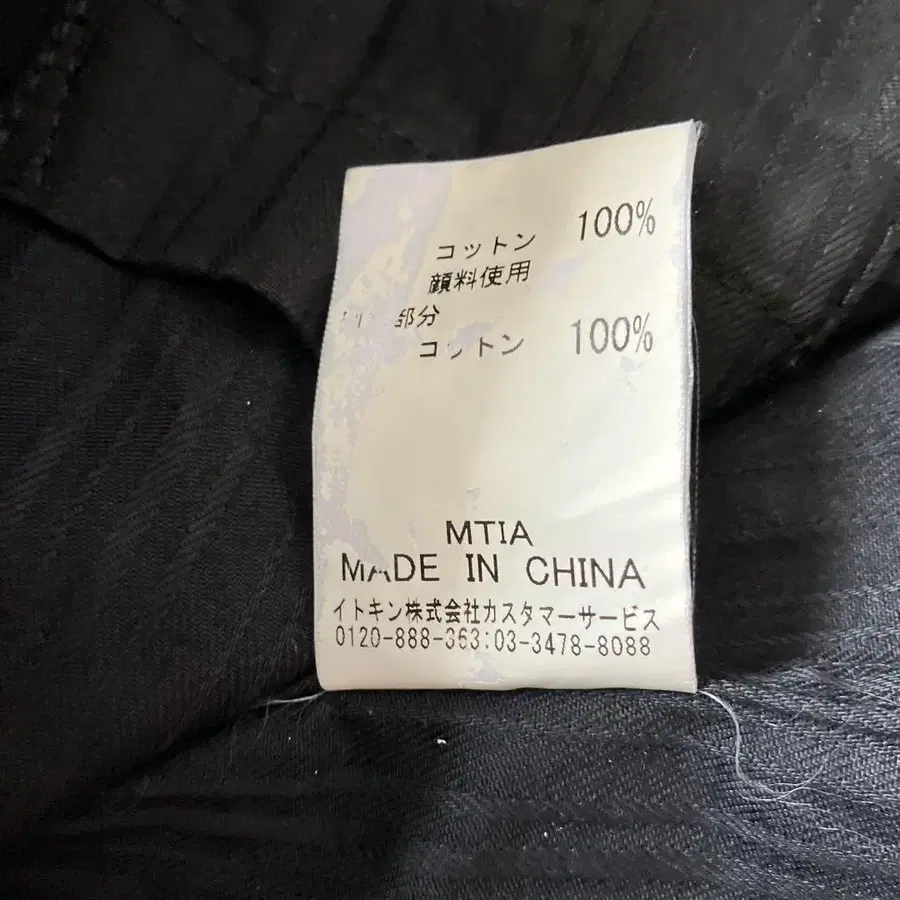 コットン 100%
顔料使用
部分
コットン 100%
MTIA
MADE IN CHINA
イトキン株式会社カスタマーサービス
0120-888-363:03-3478-8088